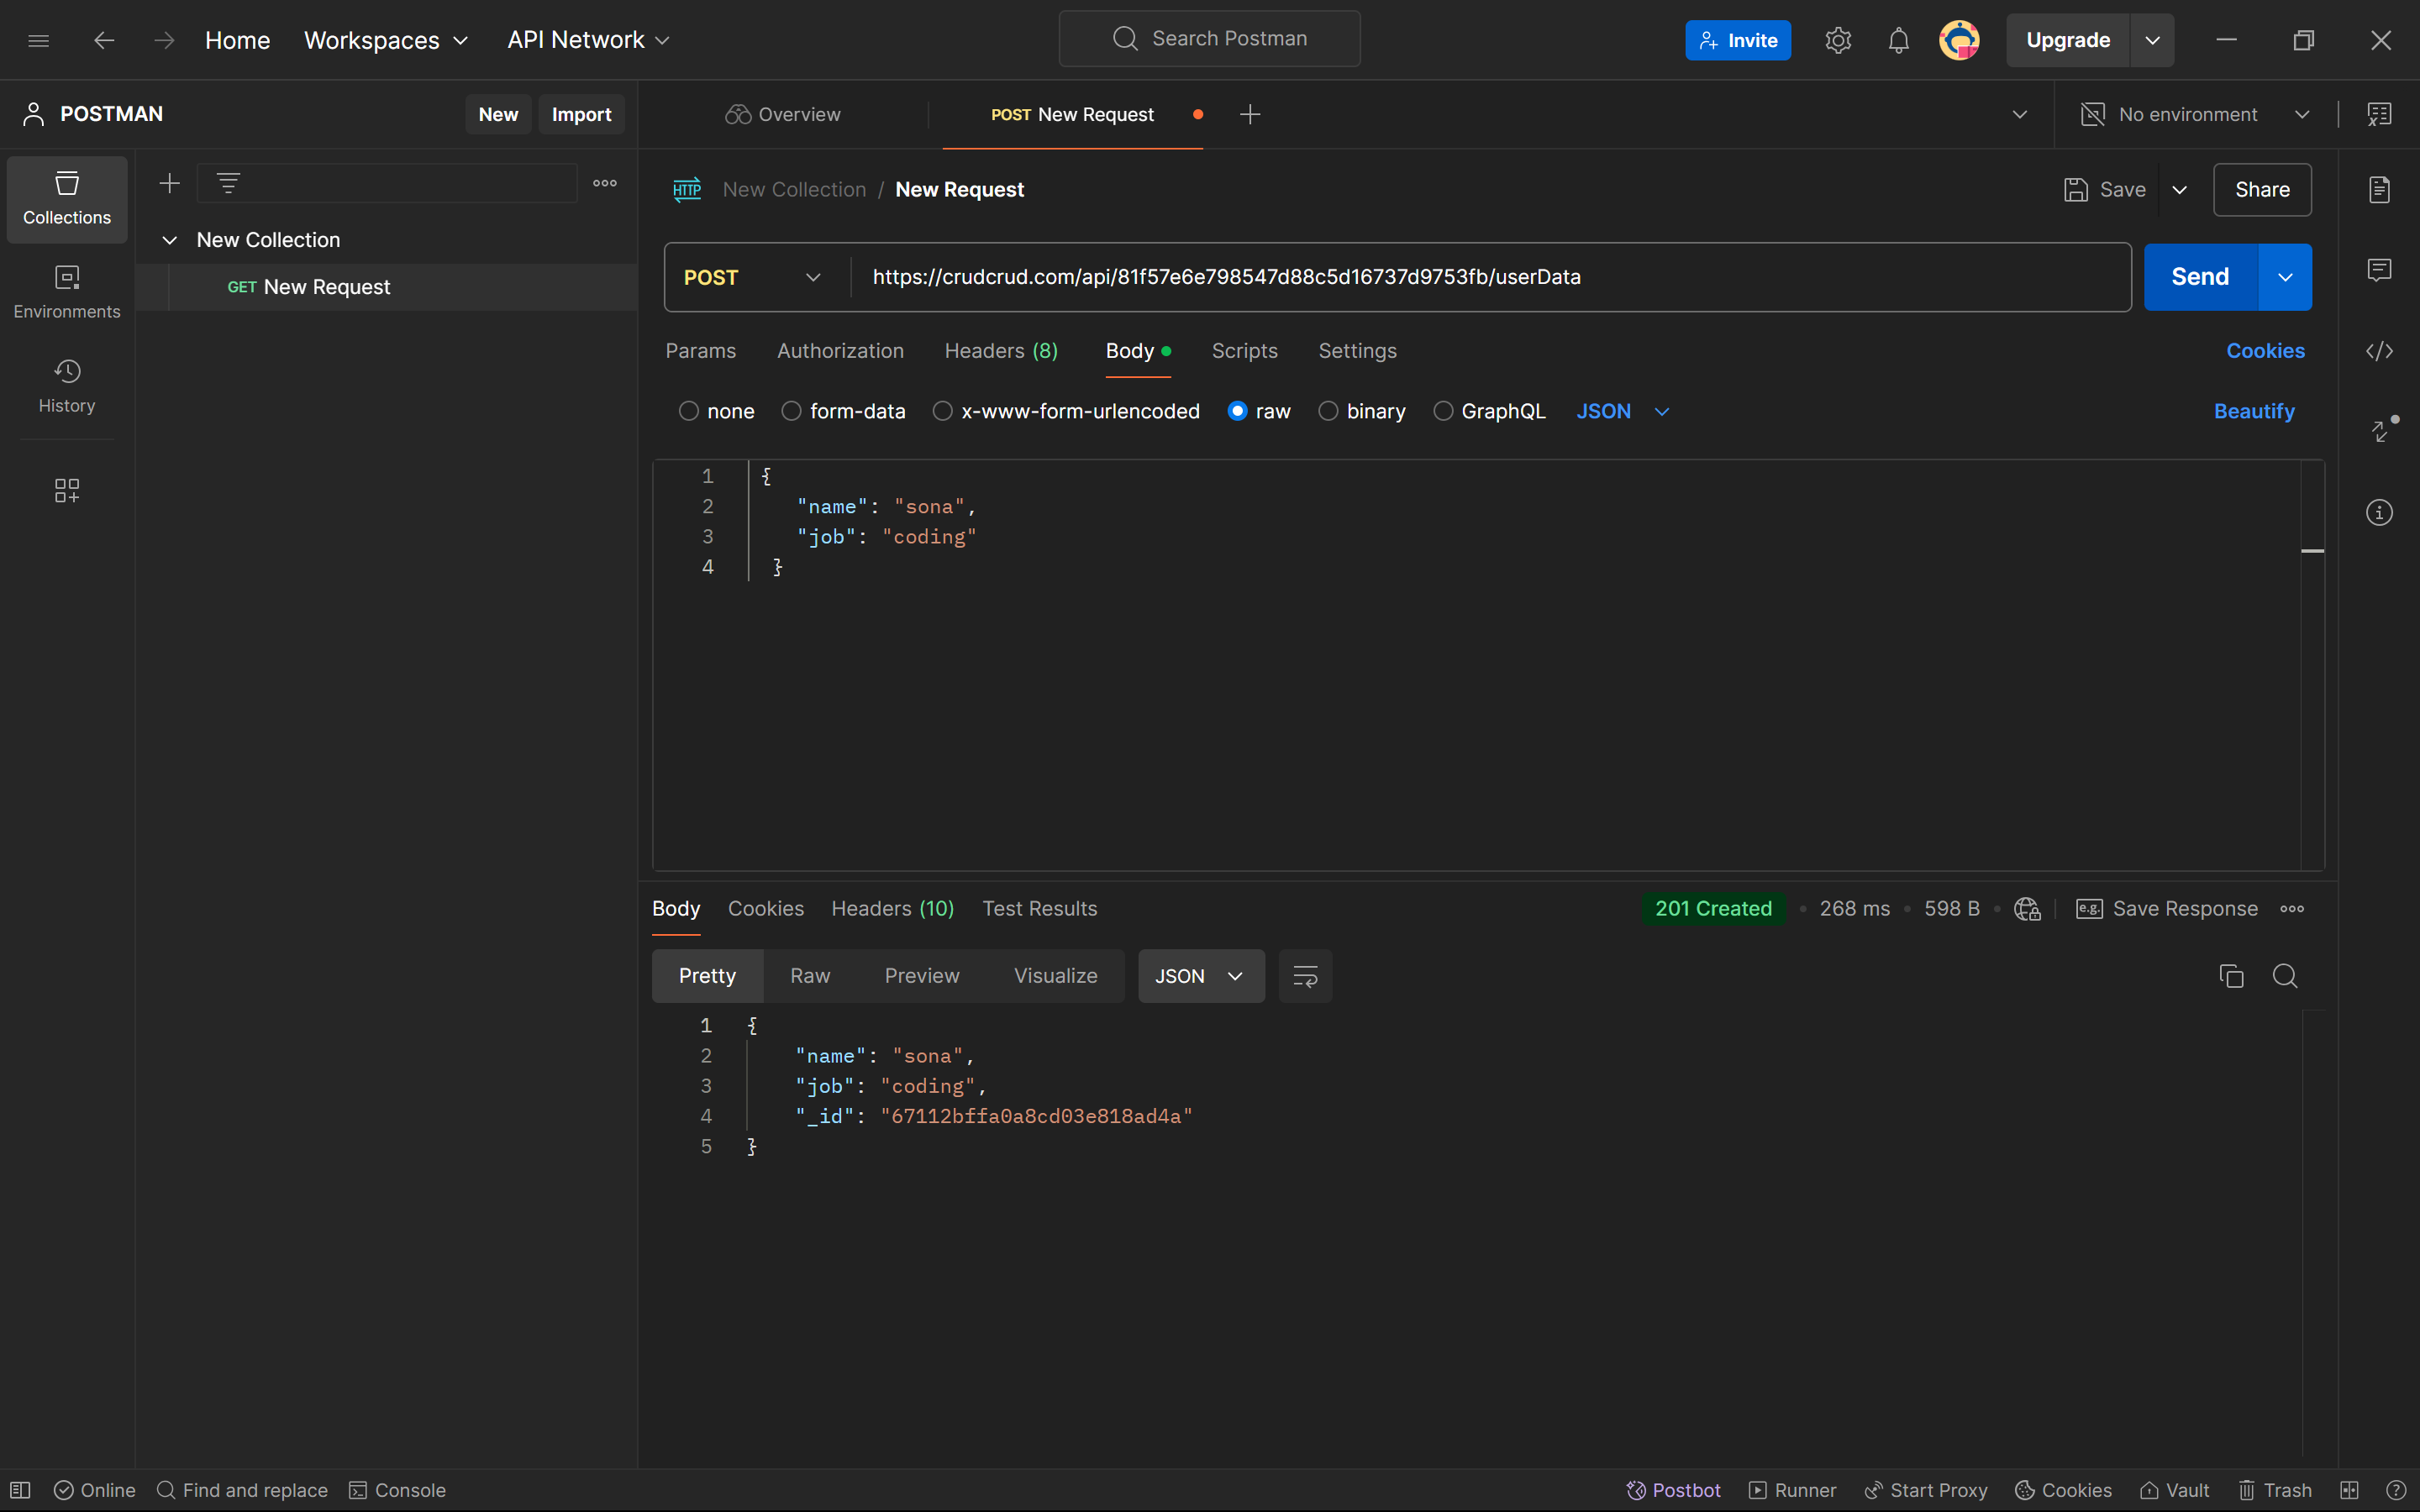 Home Workspaces API Network Search Postman Invite Upgrade
POSTMAN New Import Overview POST New Request No environment
Collections
Environments
History
New Collection
GET New Request
HTTP New Collection / New Request Save Share
POST https://crudcrud.com/api/81f57e6e798547d88c5d16737d9753fb/userData Send
Params Authorization Headers (8) Body Scripts Settings Cookies
none form-data x-www-form-urlencoded raw binary GraphQL JSON Beautify
1 {
2 "name": "sona",
3 "job": "coding"
4 }
Body Cookies Headers (10) Test Results 201 Created • 268 ms • 598 B • e.g. Save Response
Pretty Raw Preview Visualize JSON
1 {
2 "name": "sona",
3 "job": "coding",
4 "_id": "67112bffa0a8cd03e818ad4a"
5 }
Online Find and replace Console Postbot Runner Start Proxy Cookies Vault Trash